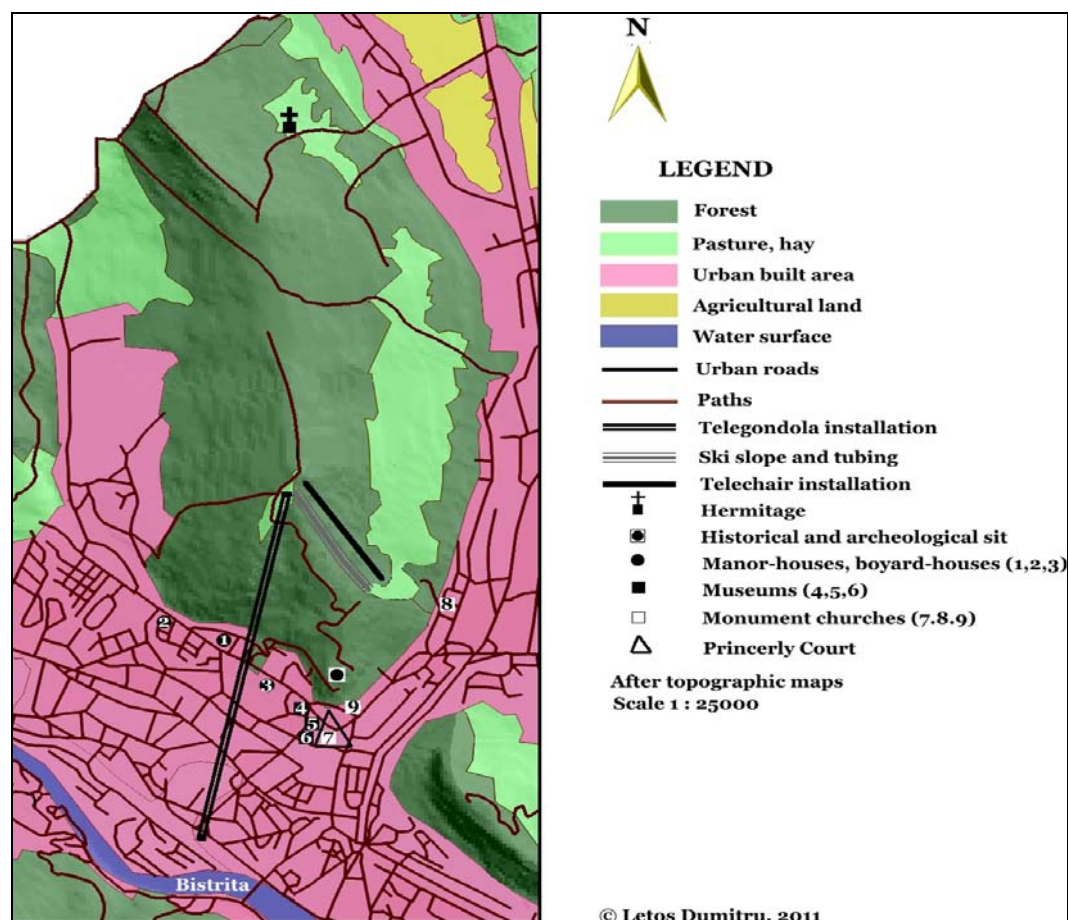 N
LEGEND
Forest
Pasture, hay
Urban built area
Agricultural land
Water surface
Urban roads
Paths
Telegondola installation
Ski slope and tubing
Telechair installation
Hermitage
Historical and archeological sit
Manor-houses, boyard-houses (1,2,3)
Museums (4,5,6)
Monument churches (7.8.9)
Princerly Court
After topographic maps
Scale 1 : 25000
© Letos Dumitru, 2011
8
2
1
3
4
9
5
6
7
Bistrita